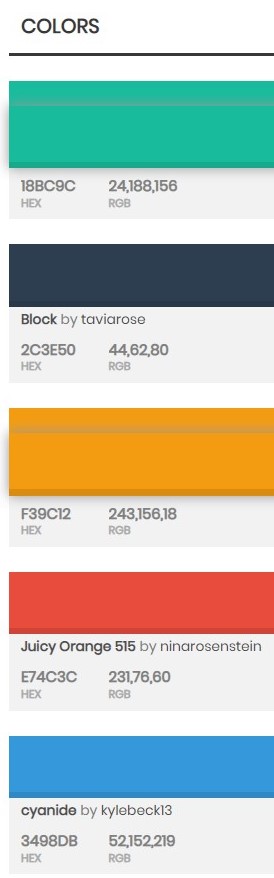 COLORS
18BC9C 24,188,156
HEX RGB
Block by taviarose
2C3E50 44,62,80
HEX RGB
F39C12 243,156,18
HEX RGB
Juicy Orange 515 by ninarosenstein
E74C3C 231,76,60
HEX RGB
cyanide by kylebeck13
3498DB 52,152,219
HEX RGB